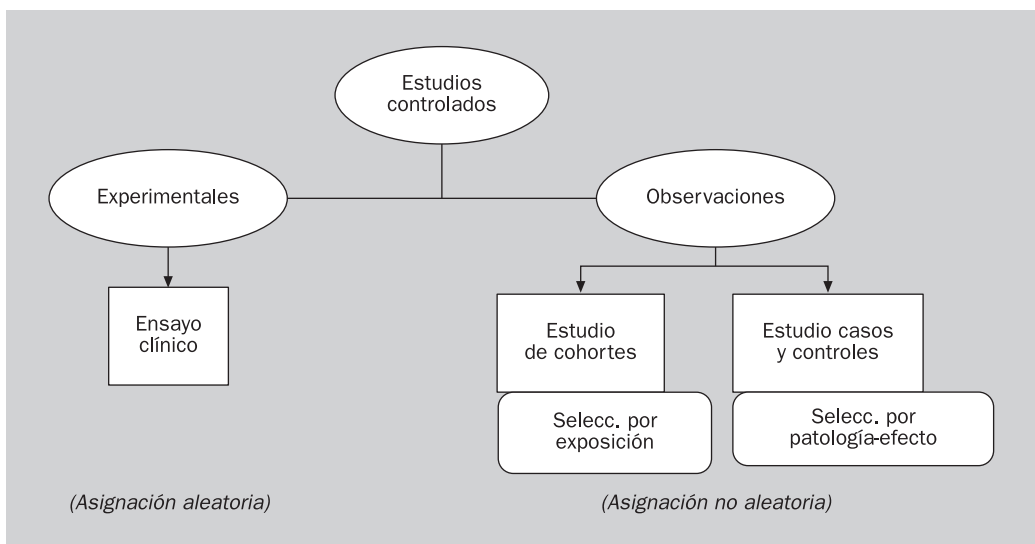 Estudios
controlados
Experimentales
Observaciones
Ensayo
clínico
Estudio
de cohortes
Estudio casos
y controles
Selecc. por
exposición
Selecc. por
patología-efecto
(Asignación aleatoria)
(Asignación no aleatoria)